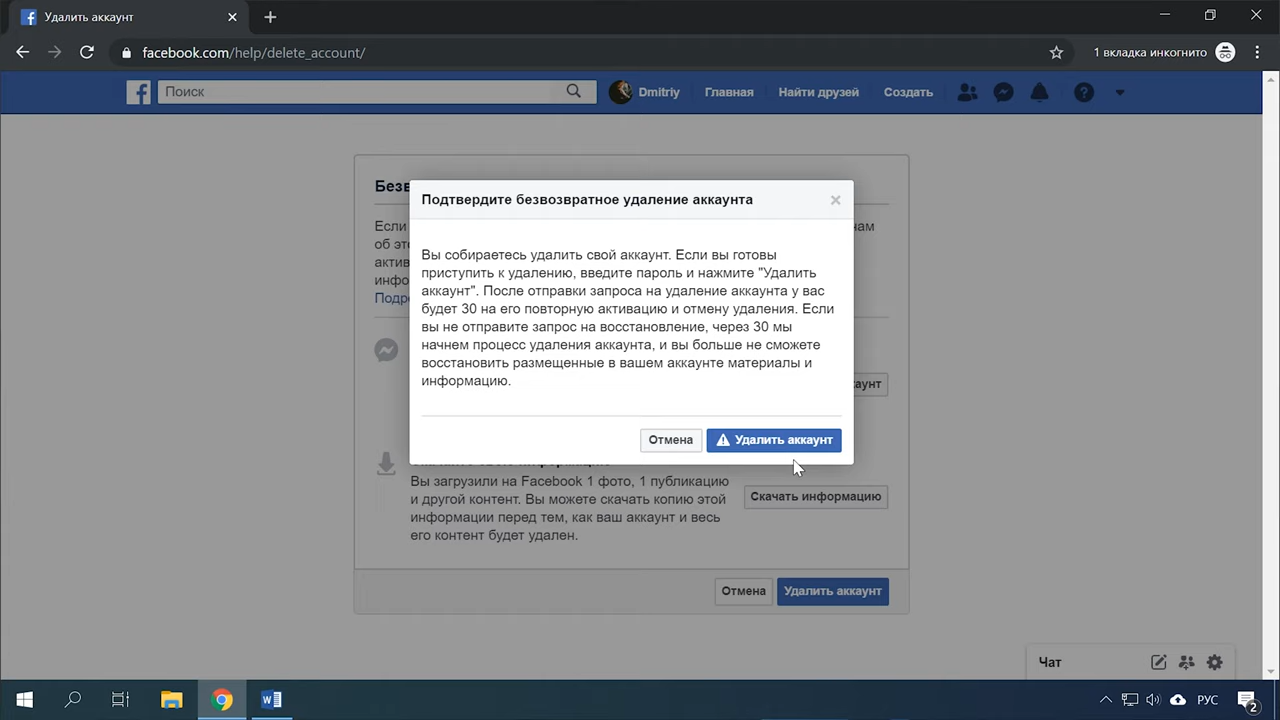 Удалить аккаунт
facebook.com/help/delete_account/
1 вкладка инкогнито
Поиск
Dmitriy
Главная
Найти друзей
Создать
Подтвердите безвозвратное удаление аккаунта
Вы собираетесь удалить свой аккаунт. Если вы готовы
приступить к удалению, введите пароль и нажмите "Удалить
аккаунт". После отправки запроса на удаление аккаунта у вас
будет 30 на его повторную активацию и отмену удаления. Если
вы не отправите запрос на восстановление, через 30 мы
начнем процесс удаления аккаунта, и вы больше не сможете
восстановить размещенные в вашем аккаунте материалы и
информацию.
Отмена
Удалить аккаунт
Если
Вы загрузили на Facebook 1 фото, 1 публикацию
и другой контент. Вы можете скачать копию этой
информации перед тем, как ваш аккаунт и весь
его контент будет удален.
Скачать информацию
Отмена
Удалить аккаунт
Чат
РУС
2